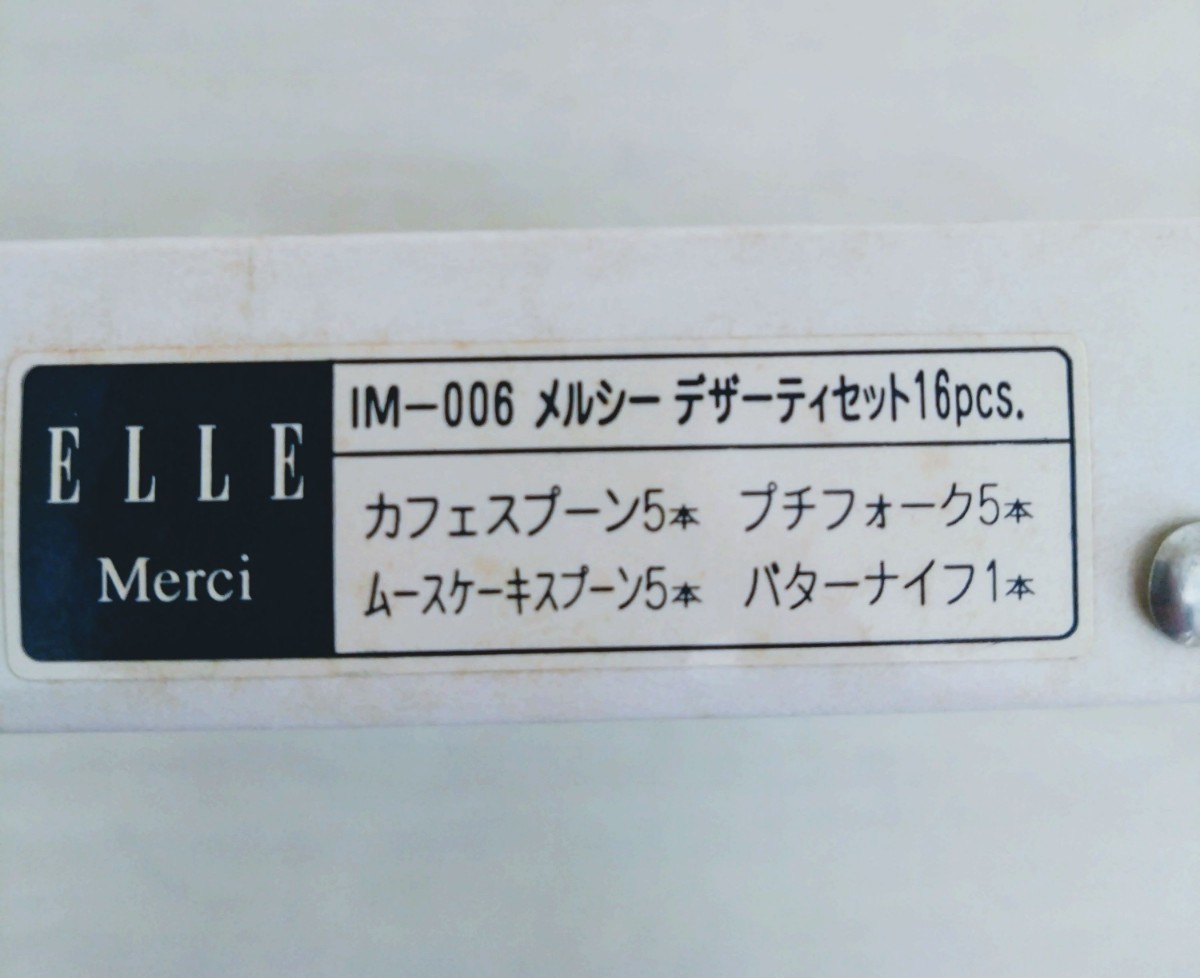 ELLE
Merci
IM-006 メルシー デザーティセット16pcs.
カフェスプーン5本 プチフォーク5本
ムースケーキスプーン5本 バターナイフ1本